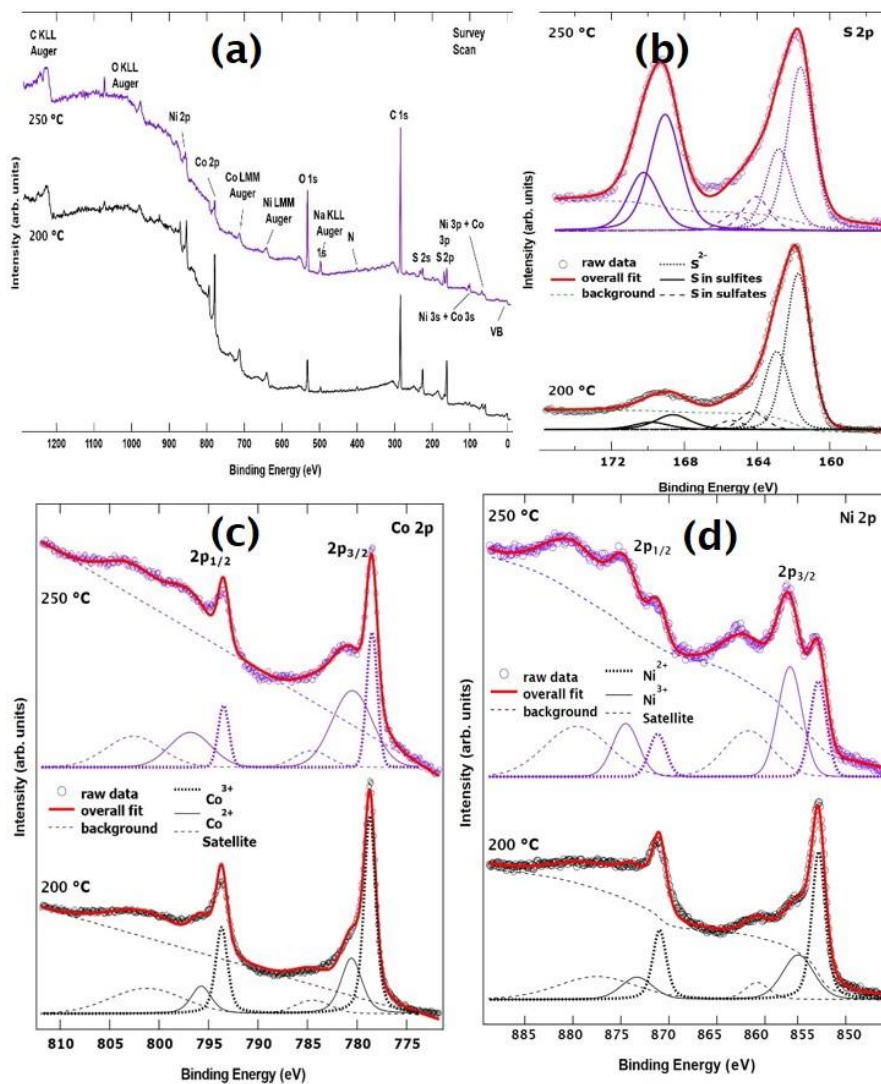 (a)
Survey
Scan
C KLL
Auger
O KLL
Auger
250 °C
Ni 2p
Co 2p
Co LMM
Auger
Ni LMM
Auger
O 1s
Na KLL
Auger
1s
N
C 1s
S 2s
S 2p
Ni 3p + Co
3p
Ni 3s + Co 3s
VB
200 °C
Intensity (arb. units)
1200 1100 1000 900 800 700 600 500 400 300 200 100 0
Binding Energy (eV)
(b)
S 2p
250 °C
raw data
overall fit
background
S2-
S in sulfites
S in sulfates
200 °C
Intensity (arb. units)
172 168 164 162 160
Binding Energy (eV)
(c)
Co 2p
2p1/2
2p3/2
250 °C
raw data
overall fit
background
Co3+
Co2+
Satellite
200 °C
Intensity (arb. units)
810 805 800 795 790 785 780 775
Binding Energy (eV)
(d)
Ni 2p
250 °C
2p1/2
2p3/2
raw data
overall fit
background
Ni2+
Ni3+
Satellite
200 °C
Intensity (arb. units)
885 880 875 870 865 860 855 850
Binding Energy (eV)